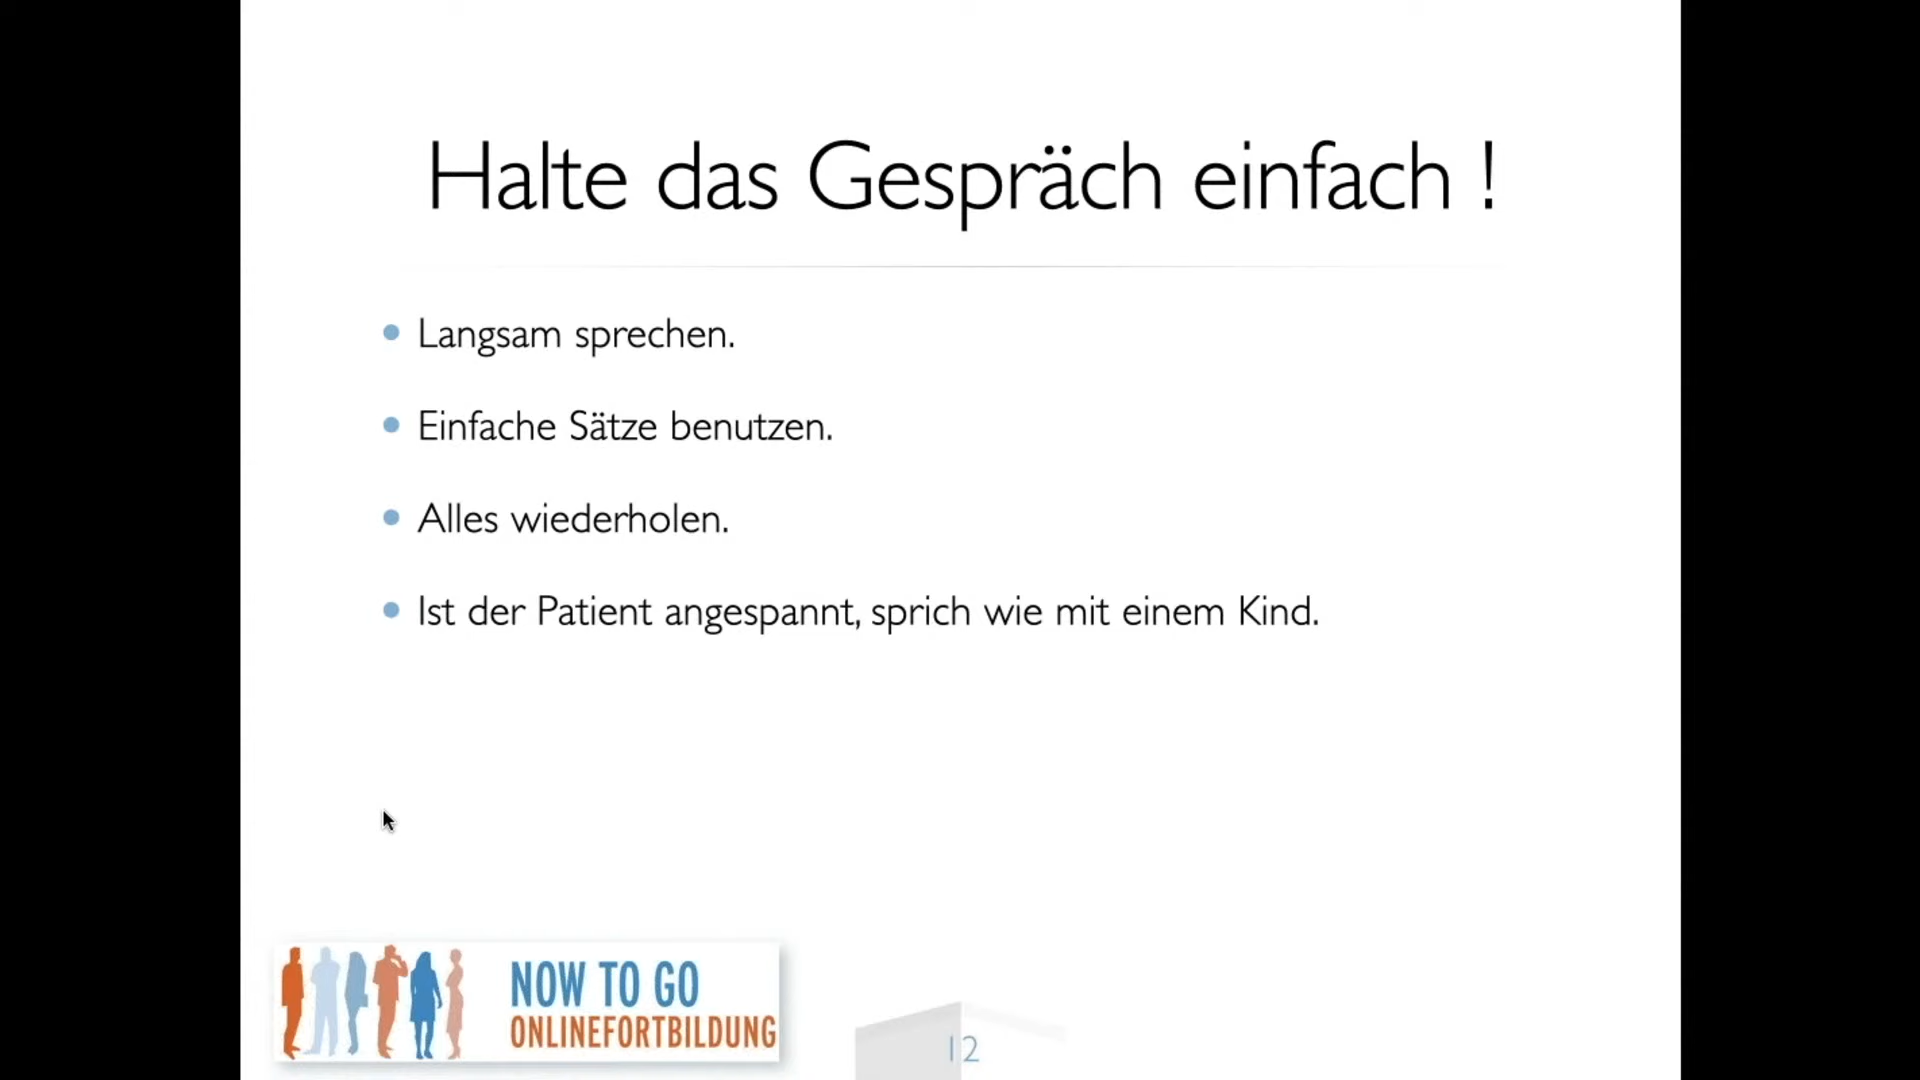 Halte das Gespräch einfach !
Langsam sprechen.
Einfache Sätze benutzen.
Alles wiederholen.
Ist der Patient angespannt, sprich wie mit einem Kind.
NOW TO GO
ONLINEFORTBILDUNG
12